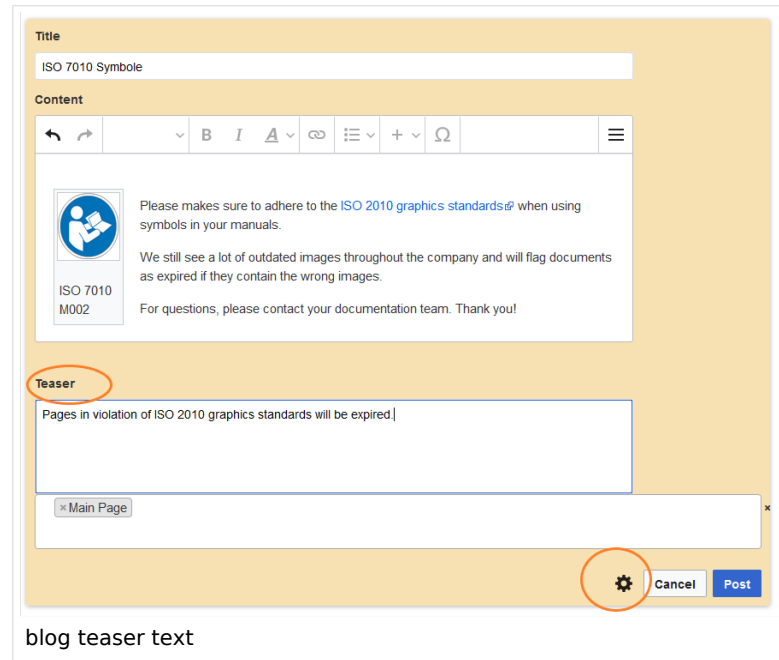 Title
ISO 7010 Symbole
Content
B I A Ω
Please makes sure to adhere to the ISO 2010 graphics standards when using
symbols in your manuals.
We still see a lot of outdated images throughout the company and will flag documents
as expired if they contain the wrong images.
ISO 7010
M002
For questions, please contact your documentation team. Thank you!
Teaser
Pages in violation of ISO 2010 graphics standards will be expired.
× Main Page
×
Cancel
Post
blog teaser text